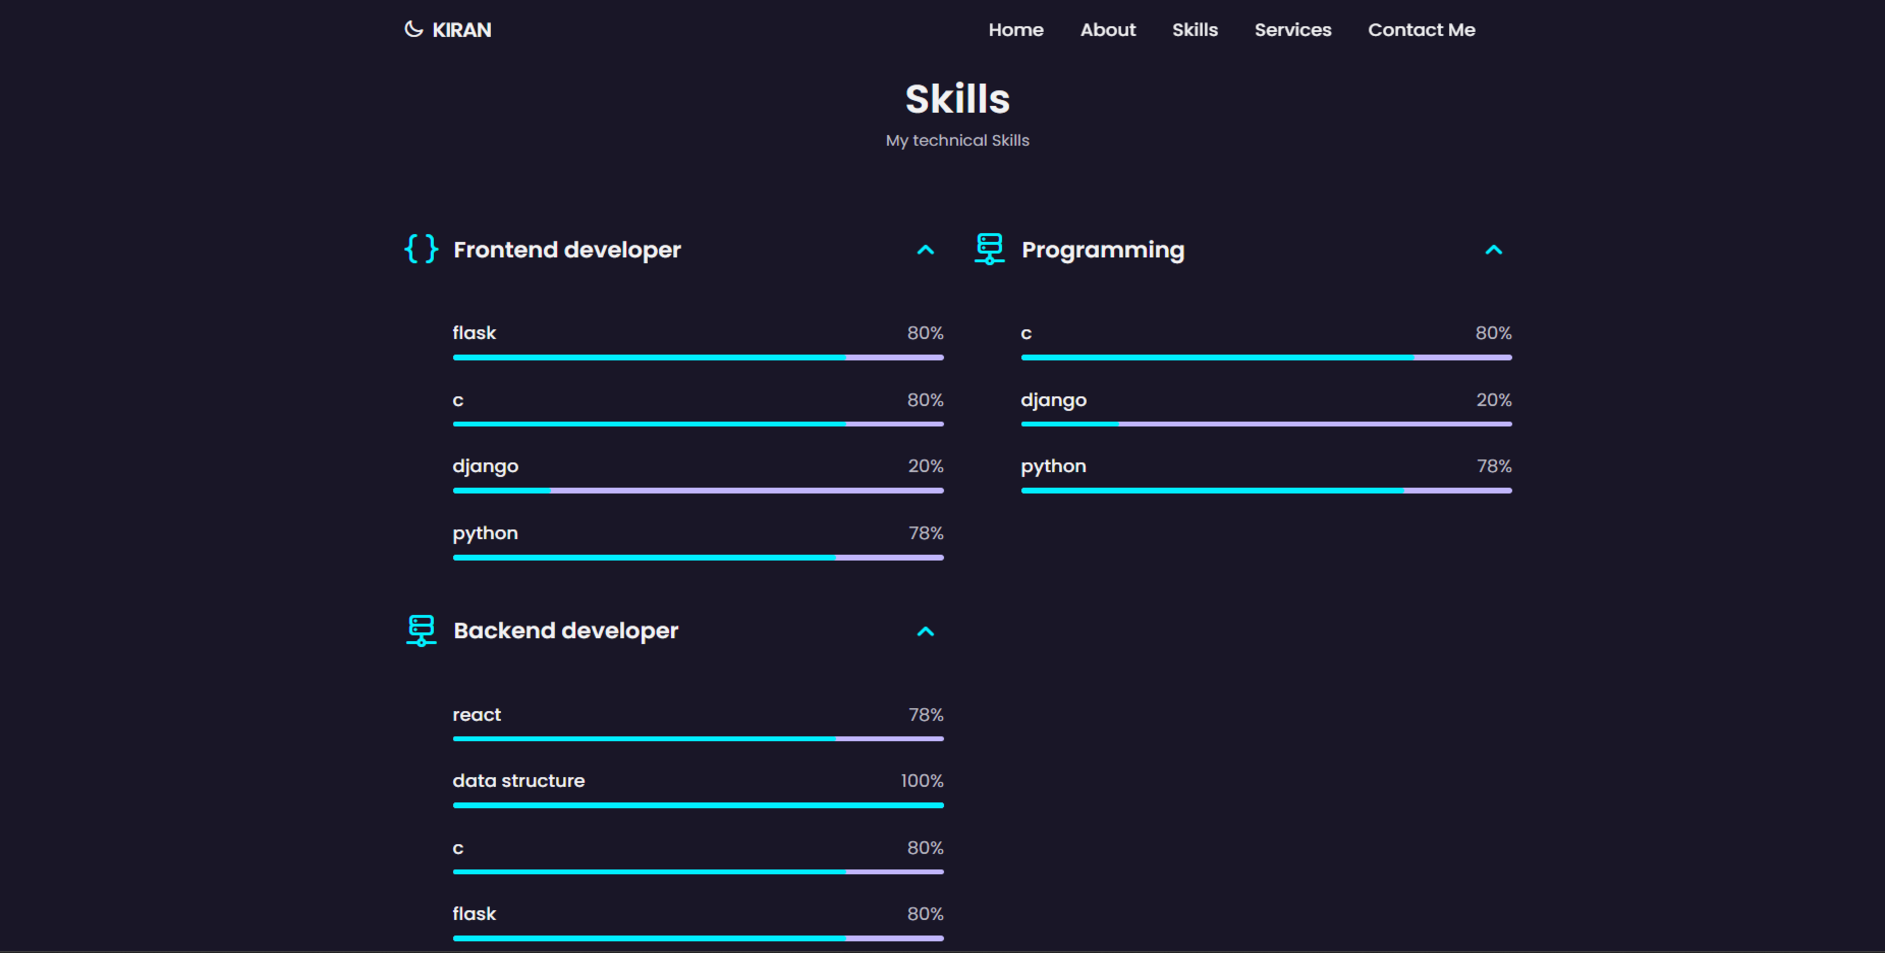 KIRAN
Home About Skills Services Contact Me
Skills
My technical Skills
Frontend developer
flask 80%
c 80%
django 20%
python 78%
Programming
c 80%
django 20%
python 78%
Backend developer
react 78%
data structure 100%
c 80%
flask 80%